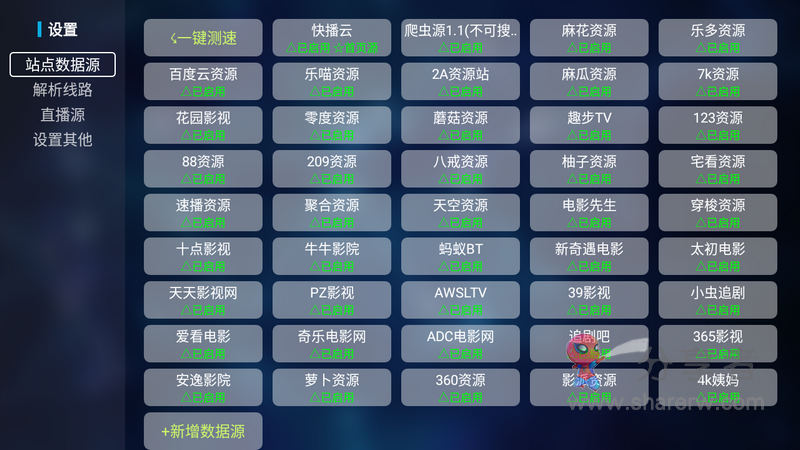 设置
站点数据源
解析线路
直播源
设置其他
一键测速
快播云
△已启用 ☆首页源
爬虫源1.1(不可搜..
△已启用
麻花资源
△已启用
乐多资源
△已启用
百度云资源
△已启用
乐喵资源
△已启用
2A资源站
△已启用
麻瓜资源
△已启用
7k资源
△已启用
花园影视
△已启用
零度资源
△已启用
蘑菇资源
△已启用
趣步TV
△已启用
123资源
△已启用
88资源
△已启用
209资源
△已启用
八戒资源
△已启用
柚子资源
△已启用
宅看资源
△已启用
速播资源
△已启用
聚合资源
△已启用
天空资源
△已启用
电影先生
△已启用
穿梭资源
△已启用
十点影视
△已启用
牛牛影院
△已启用
蚂蚁BT
△已启用
新奇遇电影
△已启用
太初电影
△已启用
天天影视网
△已启用
PZ影视
△已启用
AWSLTV
△已启用
39影视
△已启用
小虫追剧
△已启用
爱看电影
△已启用
奇乐电影网
△已启用
ADC电影网
△已启用
追剧吧
△已启用
365影视
△已启用
安逸影院
△已启用
萝卜资源
△已启用
360资源
△已启用
影派资源
△已启用
4k姨妈
△已启用
+新增数据源
www.sharerw.com